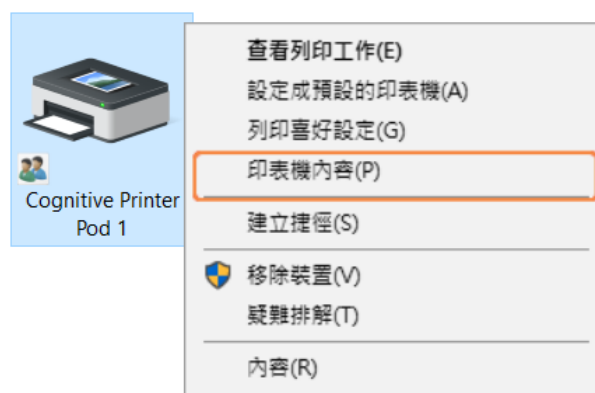 Cognitive Printer
Pod 1
查看列印工作(E)
設定成預設的印表機(A)
列印喜好設定(G)
印表機內容(P)
建立捷徑(S)
移除裝置(V)
疑難排解(T)
內容(R)